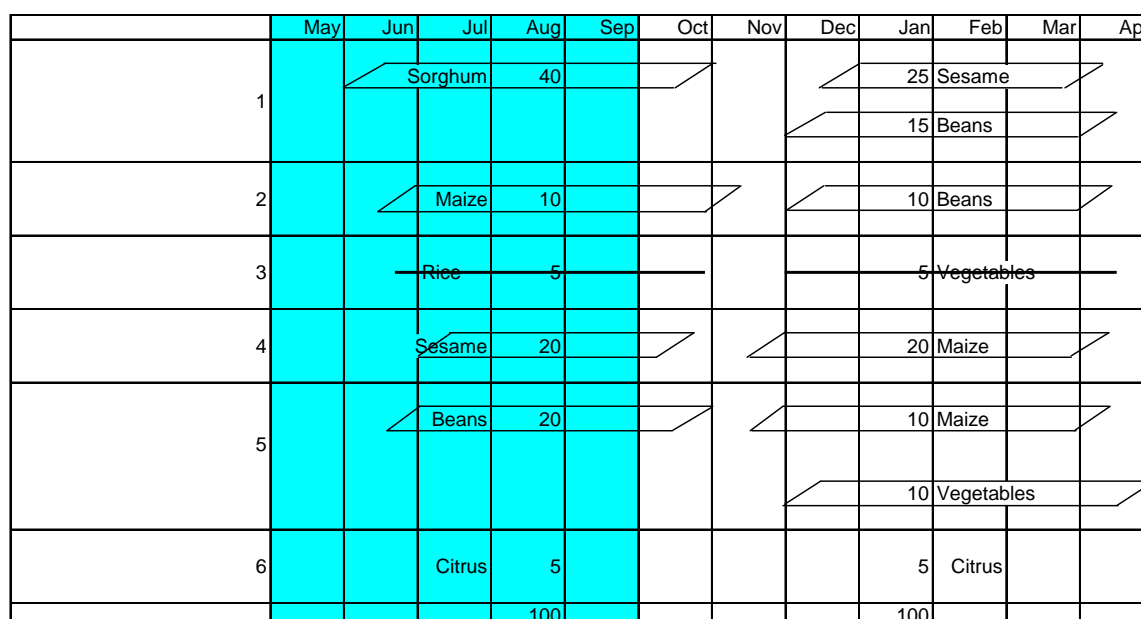 May Jun Jul Aug Sep Oct Nov Dec Jan Feb Mar Ap
Sorghum 40 25 Sesame
1
15 Beans
2 Maize 10 10 Beans
3 Rice 5 5 Vegetables
4 Sesame 20 20 Maize
Beans 20 10 Maize
5
10 Vegetables
6 Citrus 5 5 Citrus
100 100